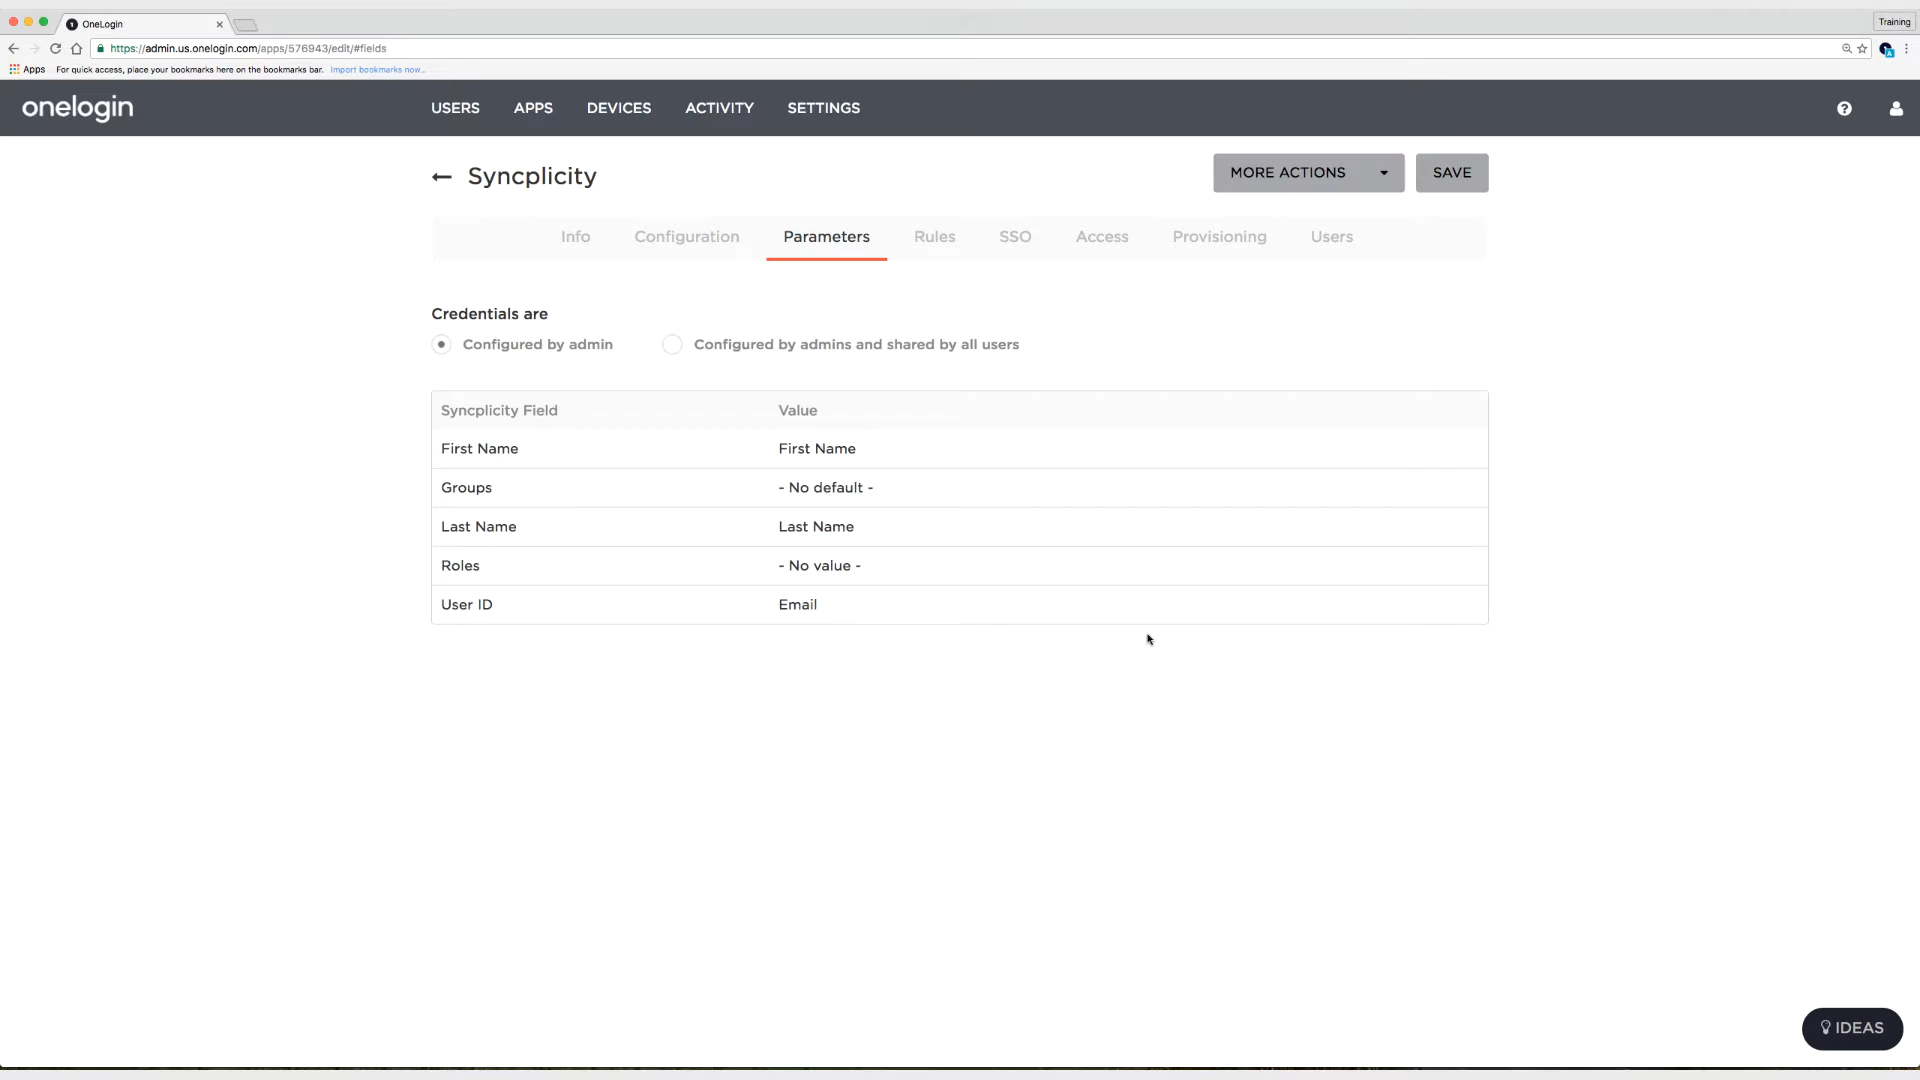 OneLogin
Training
https://admin.us.onelogin.com/apps/576943/edit/#fields
Apps For quick access, place your bookmarks here on the bookmarks bar. Import bookmarks now...
onelogin USERS APPS DEVICES ACTIVITY SETTINGS
Syncplicity MORE ACTIONS SAVE
Info Configuration Parameters Rules SSO Access Provisioning Users
Credentials are
Configured by admin Configured by admins and shared by all users
Syncplicity Field Value
First Name First Name
Groups - No default -
Last Name Last Name
Roles - No value -
User ID Email
IDEAS